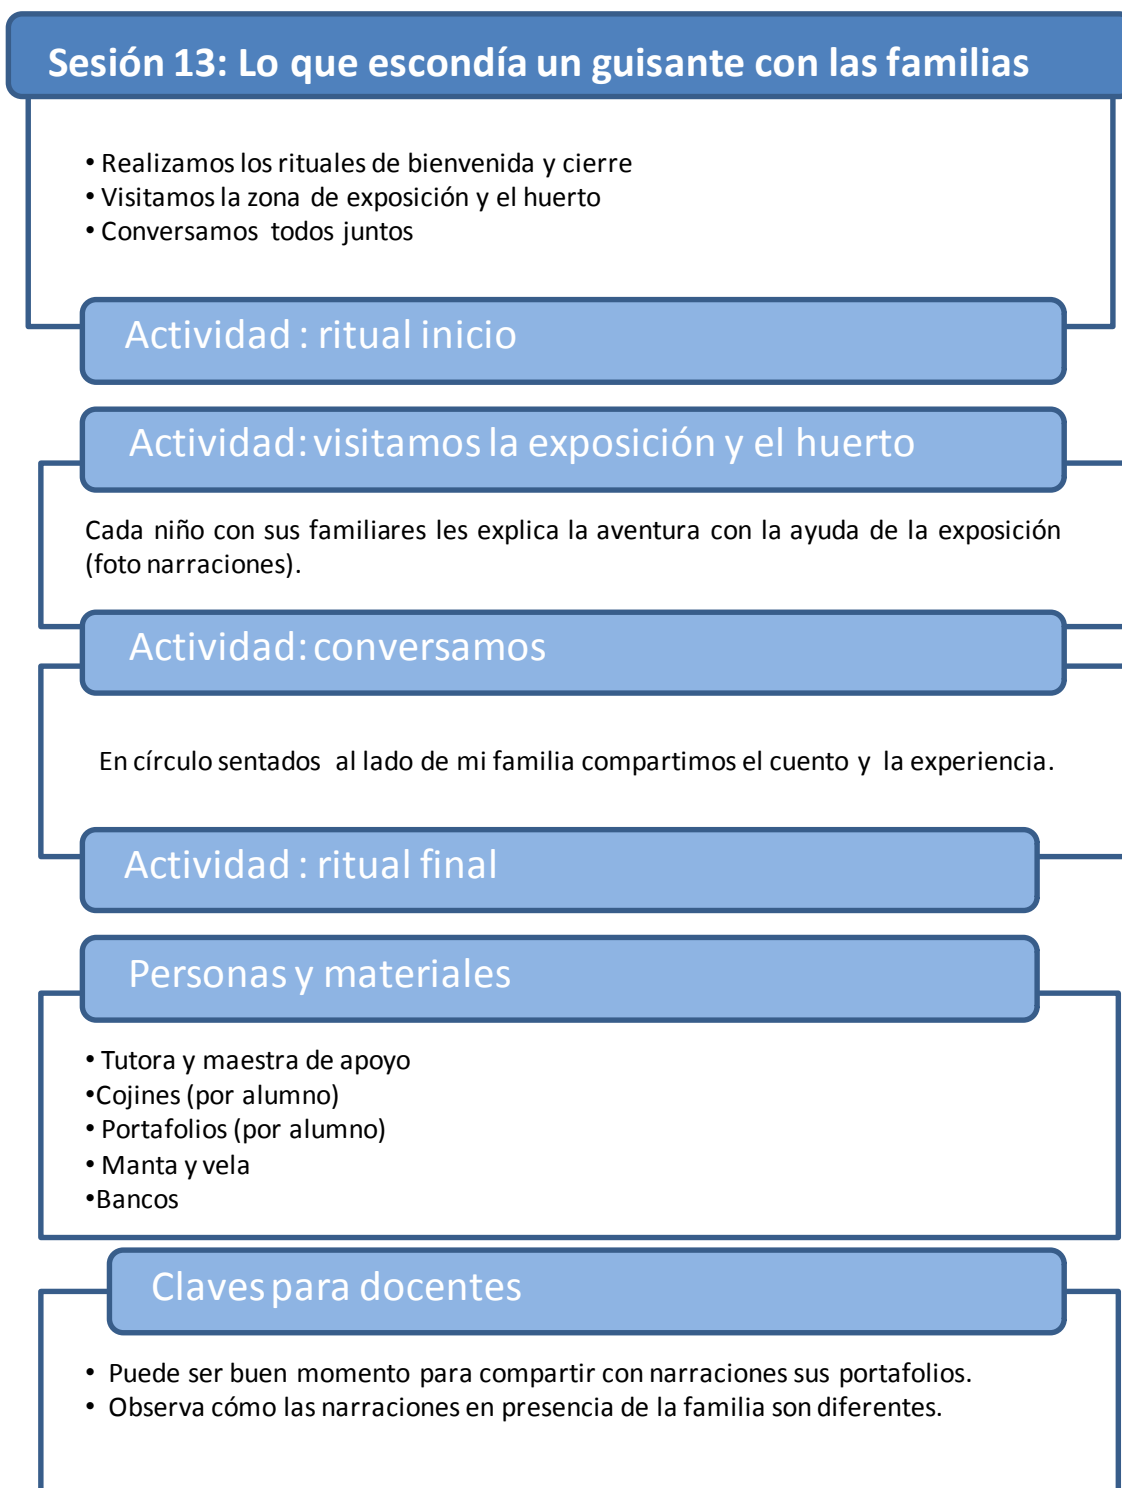 Sesión 13: Lo que escondía un guisante con las familias
• Realizamos los rituales de bienvenida y cierre
• Visitamos la zona de exposición y el huerto
• Conversamos todos juntos
Actividad : ritual inicio
Actividad: visitamos la exposición y el huerto
Cada niño con sus familiares les explica la aventura con la ayuda de la exposición
(foto narraciones).
Actividad: conversamos
En círculo sentados al lado de mi familia compartimos el cuento y la experiencia.
Actividad : ritual final
Personas y materiales
• Tutora y maestra de apoyo
•Cojines (por alumno)
• Portafolios (por alumno)
• Manta y vela
•Bancos
Claves para docentes
• Puede ser buen momento para compartir con narraciones sus portafolios.
• Observa cómo las narraciones en presencia de la familia son diferentes.